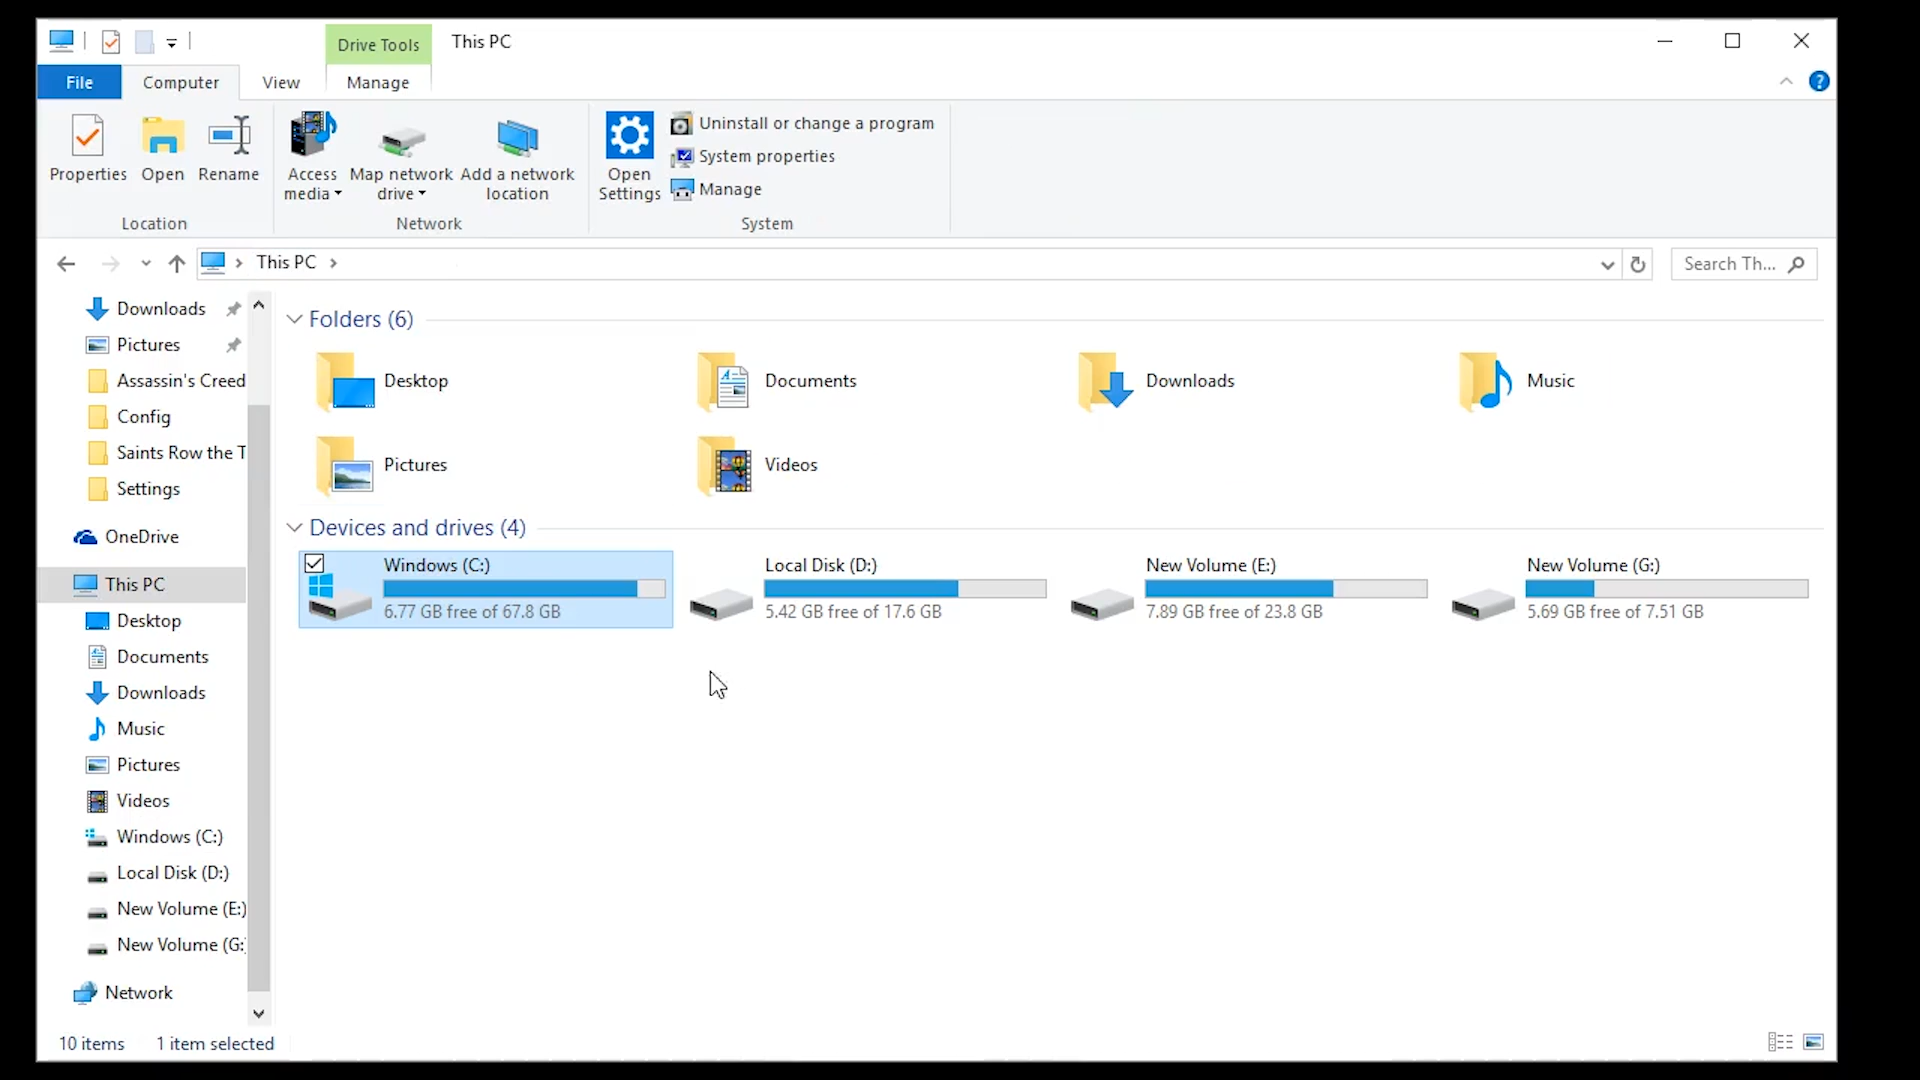 Drive Tools
This PC
File
Computer
View
Manage
Properties
Open
Rename
Access media
Map network drive
Add a network location
Open Settings
Uninstall or change a program
System properties
Manage
Location
Network
System
This PC
Search Th...
Downloads
Pictures
Assassin's Creed
Config
Saints Row the T
Settings
OneDrive
This PC
Desktop
Documents
Downloads
Music
Pictures
Videos
Windows (C:)
Local Disk (D:)
New Volume (E:)
New Volume (G:
Network
Folders (6)
Desktop
Documents
Downloads
Music
Pictures
Videos
Devices and drives (4)
Windows (C:)
6.77 GB free of 67.8 GB
Local Disk (D:)
5.42 GB free of 17.6 GB
New Volume (E:)
7.89 GB free of 23.8 GB
New Volume (G:)
5.69 GB free of 7.51 GB
10 items
1 item selected